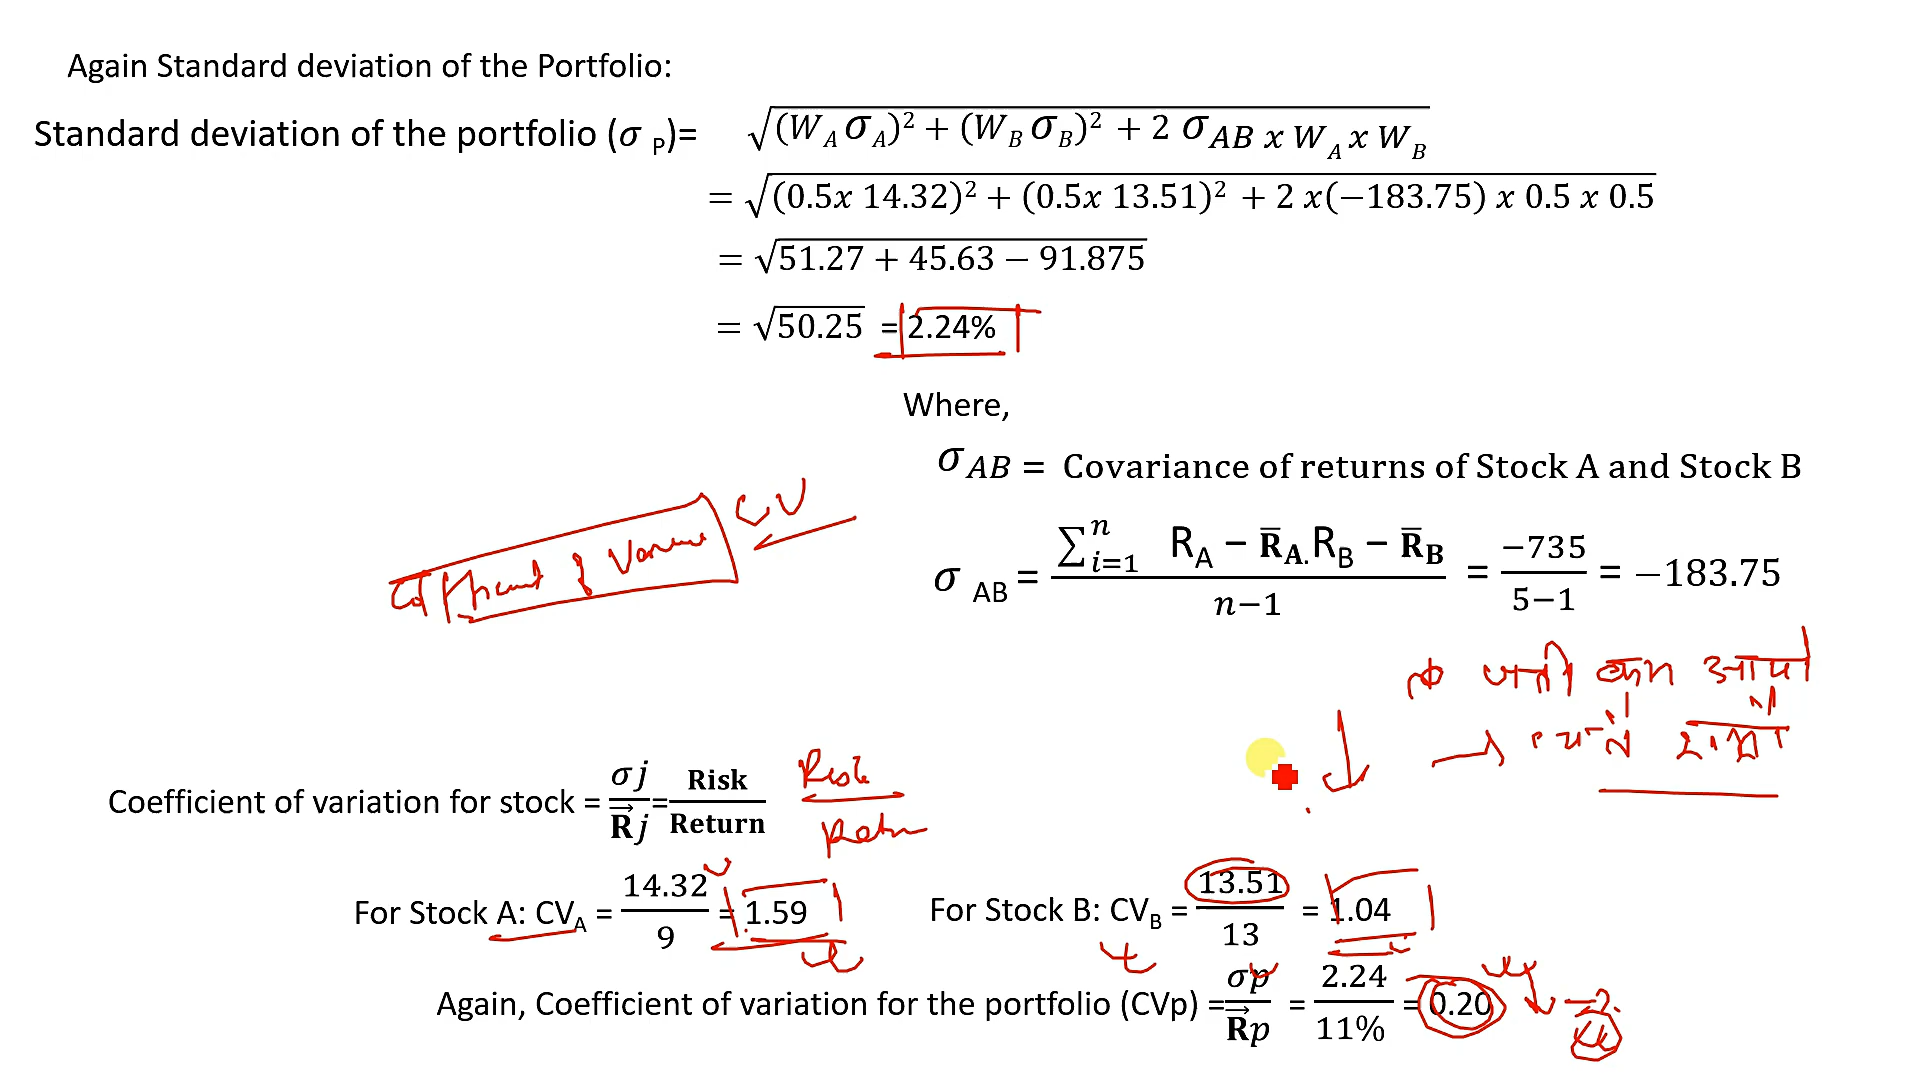 Again Standard deviation of the Portfolio:
Standard deviation of the portfolio (σ P)= √(W_A σ_A)² + (W_B σ_B)² + 2 σ_AB x W_A x W_B
= √(0.5x 14.32)² + (0.5x 13.51)² + 2 x(−183.75) x 0.5 x 0.5
= √51.27 + 45.63 − 91.875
= √50.25 = 2.24%
Where,
σ AB = Covariance of returns of Stock A and Stock B
CV
σ AB = ∑ⁿᵢ₌₁ R_A − R̅_A. R_B − R̅_B / n−1 = −735 / 5−1 = −183.75
Coefficient of variation for stock = σj / R⃗j = Risk / Return Risk / Retn
For Stock A: CV_A = 14.32 / 9 = 1.59 For Stock B: CV_B = 13.51 / 13 = 1.04
Again, Coefficient of variation for the portfolio (CVp) = σp / R⃗p = 2.24 / 11% = 0.20